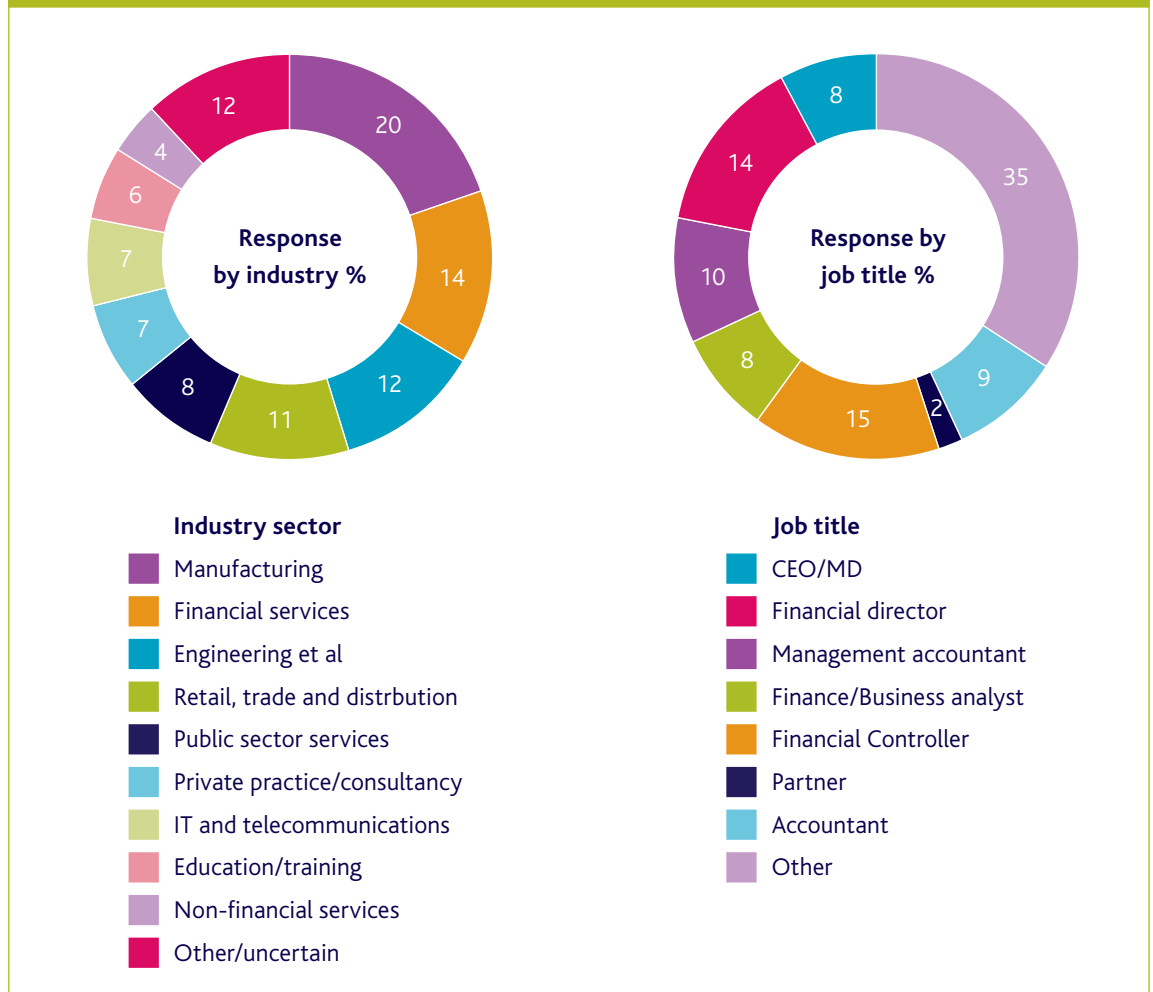 12
20
4
6
14
7
7
12
8
11
Response
by industry %
8
14
35
10
8
9
15
2
Response by
job title %
Industry sector
Manufacturing
Financial services
Engineering et al
Retail, trade and distrbution
Public sector services
Private practice/consultancy
IT and telecommunications
Education/training
Non-financial services
Other/uncertain
Job title
CEO/MD
Financial director
Management accountant
Finance/Business analyst
Financial Controller
Partner
Accountant
Other